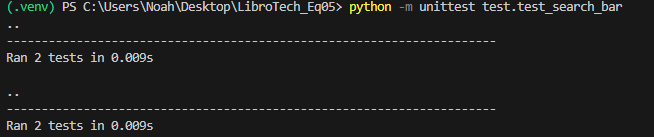 (.venv) PS C:\Users\Noah\Desktop\LibroTech_Eq05> python -m unittest test.test_search_bar
..
----------------------------------------------------------------------
Ran 2 tests in 0.009s
..
----------------------------------------------------------------------
Ran 2 tests in 0.009s